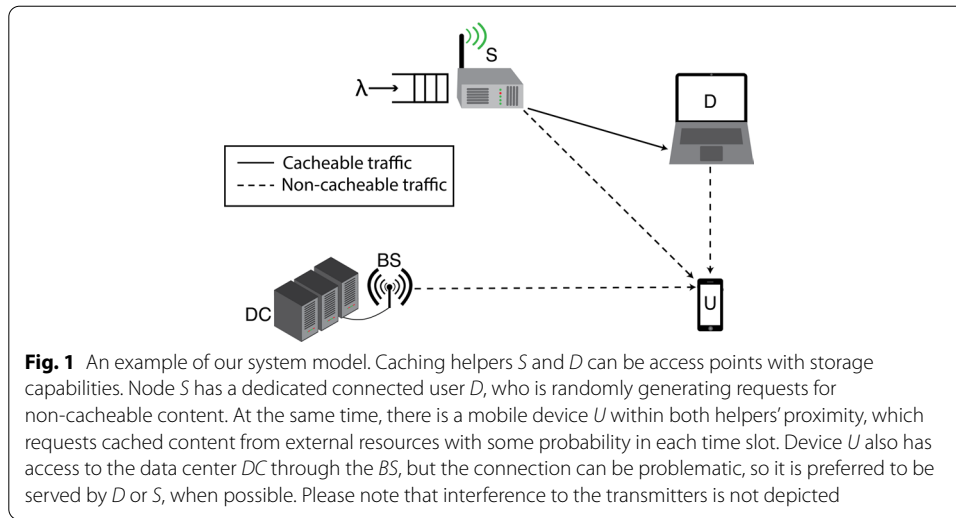 S
λ
D
Cacheable traffic
Non-cacheable traffic
BS
DC
U
Fig. 1 An example of our system model. Caching helpers S and D can be access points with storage
capabilities. Node S has a dedicated connected user D, who is randomly generating requests for
non-cacheable content. At the same time, there is a mobile device U within both helpers' proximity, which
requests cached content from external resources with some probability in each time slot. Device U also has
access to the data center DC through the BS, but the connection can be problematic, so it is preferred to be
served by D or S, when possible. Please note that interference to the transmitters is not depicted